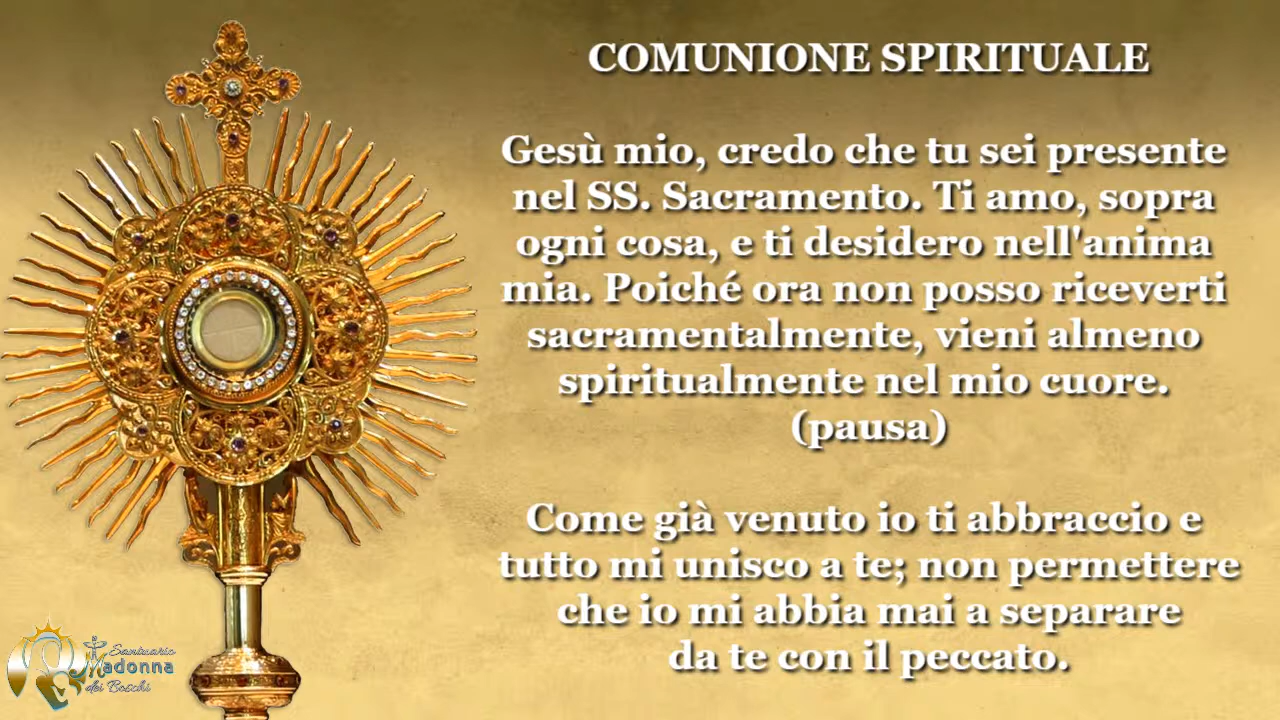 COMUNIONE SPIRITUALE
Gesù mio, credo che tu sei presente
nel SS. Sacramento. Ti amo, sopra
ogni cosa, e ti desidero nell'anima
mia. Poiché ora non posso riceverti
sacramentalmente, vieni almeno
spiritualmente nel mio cuore.
(pausa)
Come già venuto io ti abbraccio e
tutto mi unisco a te; non permettere
che io mi abbia mai a separare
da te con il peccato.
Santuario
Madonna
dei Boschi